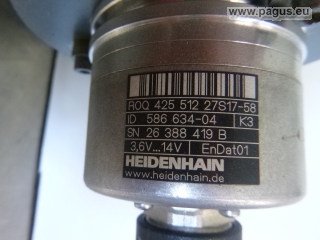 www.pagus.eu
ROQ 425 512 27S17-58
ID 586 634-04 K3
SN 26 388 419 B
3,6V...14V EnDat01
HEIDENHAIN
www.heidenhain.de